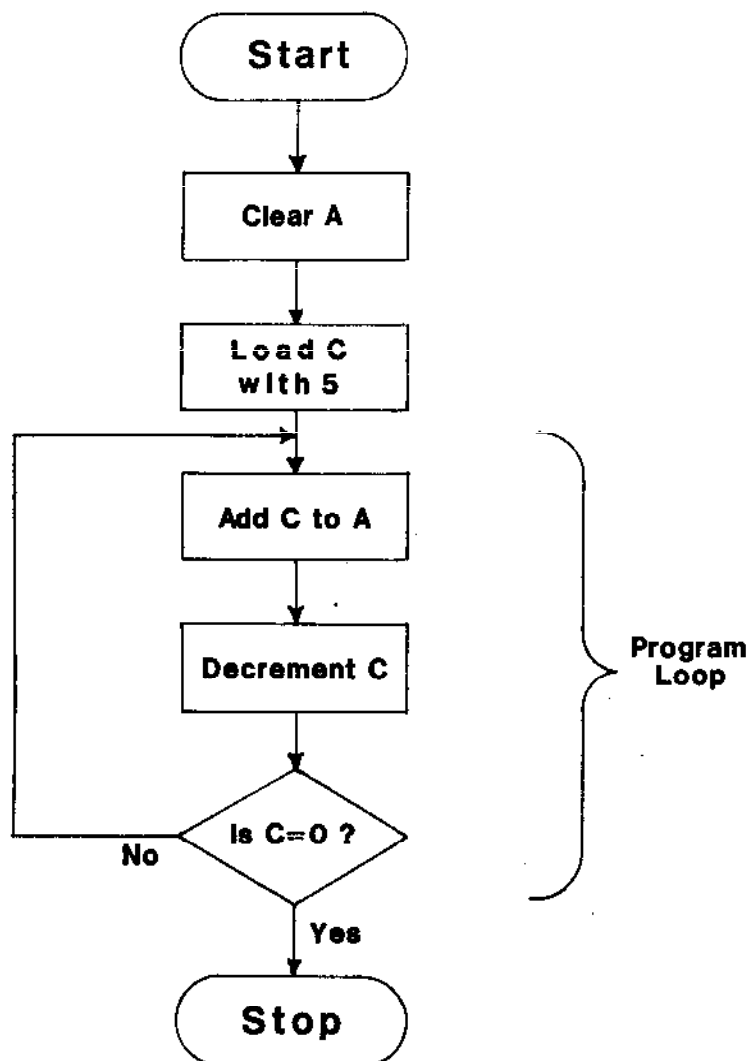 Start
Clear A
Load C
with 5
Add C to A
Decrement C
Program
Loop
Is C=0 ?
No
Yes
Stop